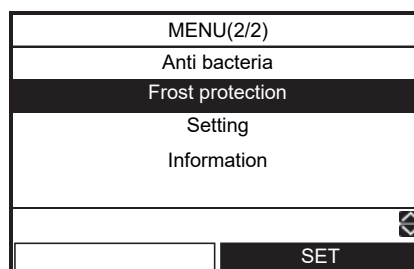 MENU(2/2)
Anti bacteria
Frost protection
Setting
Information
SET